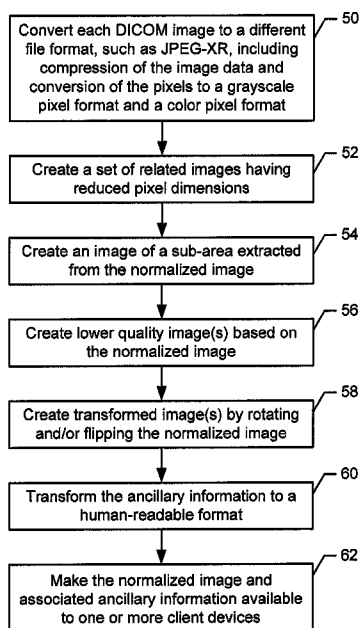 50
Convert each DICOM image to a different
file format, such as JPEG-XR, including
compression of the image data and
conversion of the pixels to a grayscale
pixel format and a color pixel format
52
Create a set of related images having
reduced pixel dimensions
54
Create an image of a sub-area extracted
from the normalized image
56
Create lower quality image(s) based on
the normalized image
58
Create transformed image(s) by rotating
and/or flipping the normalized image
60
Transform the ancillary information to a
human-readable format
62
Make the normalized image and
associated ancillary information available
to one or more client devices